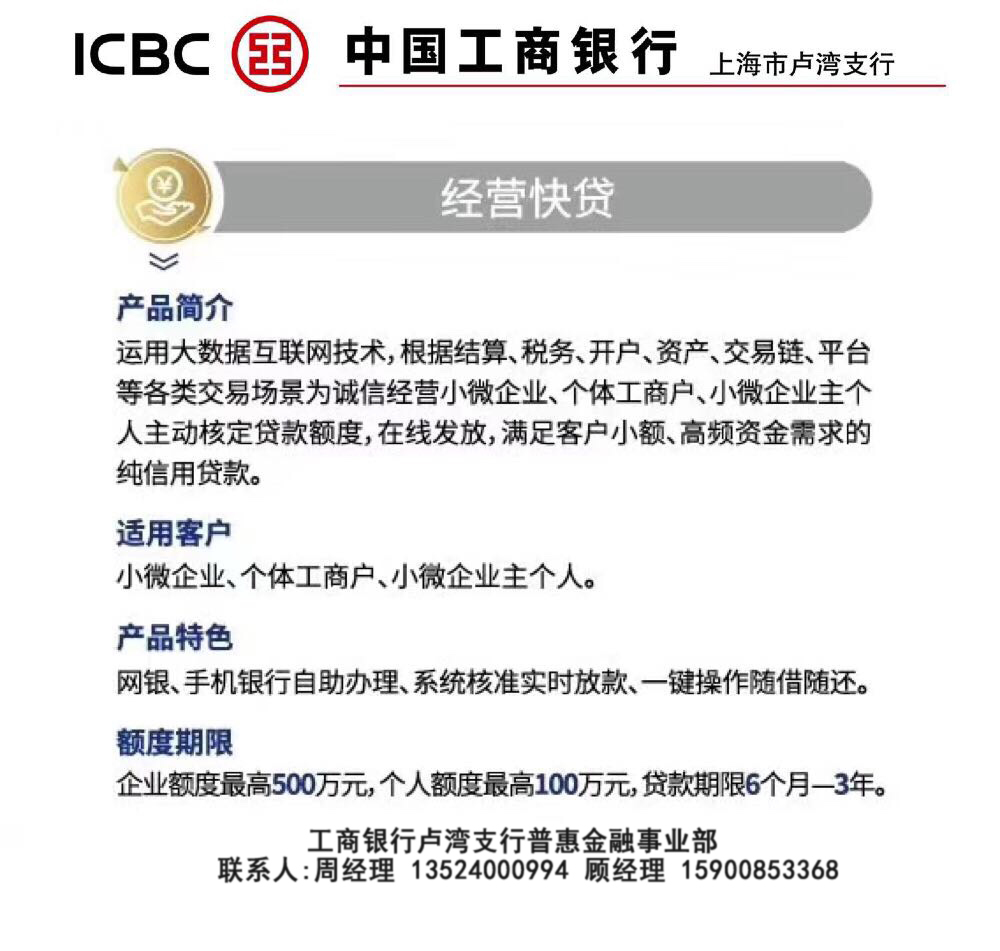 ICBC 中国工商银行 上海市卢湾支行
经营快贷
产品简介
运用大数据互联网技术，根据结算、税务、开户、资产、交易链、平台
等各类交易场景为诚信经营小微企业、个体工商户、小微企业主个
人主动核定贷款额度，在线发放，满足客户小额、高频资金需求的
纯信用贷款。
适用客户
小微企业、个体工商户、小微企业主个人。
产品特色
网银、手机银行自助办理、系统核准实时放款、一键操作随借随还。
额度期限
企业额度最高500万元，个人额度最高100万元，贷款期限6个月—3年。
工商银行卢湾支行普惠金融事业部
联系人：周经理 13524000994 顾经理 15900853368